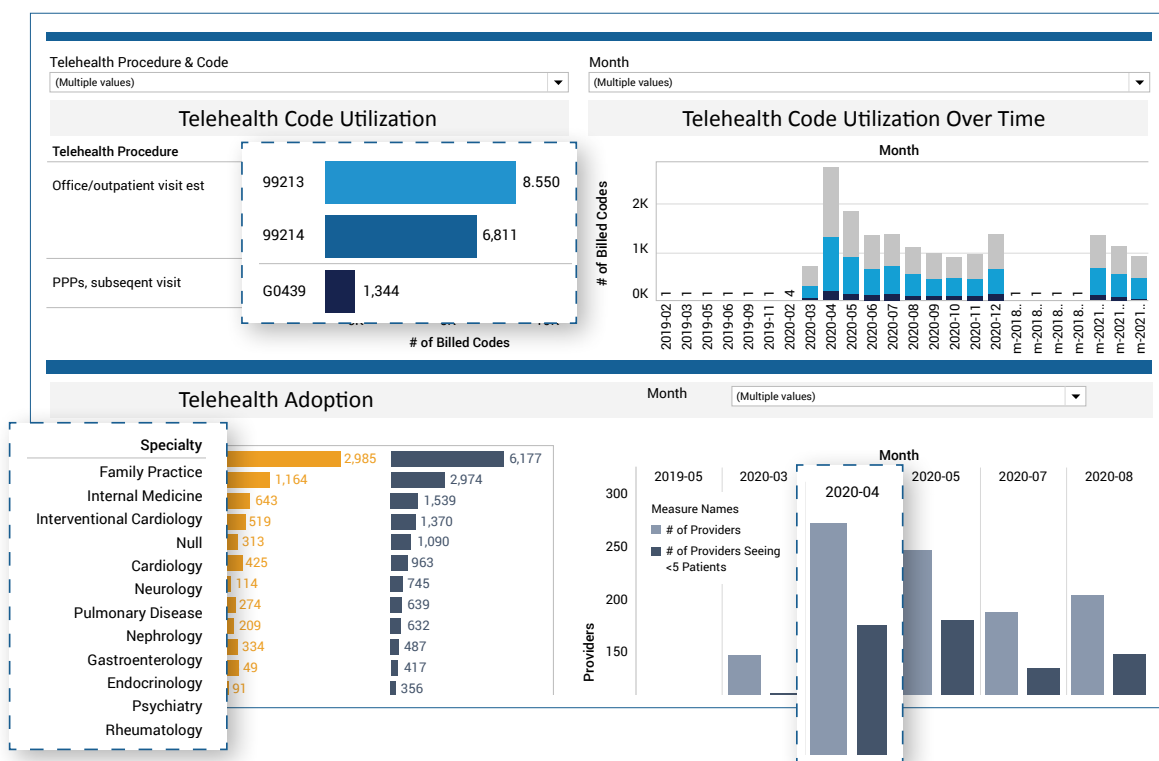 Telehealth Procedure & Code
(Multiple values)
Month
(Multiple values)
Telehealth Code Utilization
Telehealth Procedure
Office/outpatient visit est
PPPs, subseqent visit
99213 8.550
99214 6,811
G0439 1,344
# of Billed Codes
Telehealth Code Utilization Over Time
Month
# of Billed Codes
2K
1K
0K
1 1 1 1 1 1 4 1 1 1 1
2019-02
2019-03
2019-05
2019-06
2019-09
2019-11
2020-02
2020-03
2020-04
2020-05
2020-06
2020-07
2020-08
2020-09
2020-10
2020-11
2020-12
m-2018..
m-2018..
m-2018..
m-2018..
m-2021..
m-2021..
m-2021..
Telehealth Adoption
Month
(Multiple values)
Specialty
Family Practice
Internal Medicine
Interventional Cardiology
Null
Cardiology
Neurology
Pulmonary Disease
Nephrology
Gastroenterology
Endocrinology
Psychiatry
Rheumatology
2,985 6,177
1,164 2,974
643 1,539
519 1,370
313 1,090
425 963
114 745
274 639
209 632
334 487
49 417
91 356
Month
2019-05 2020-03 2020-04 2020-05 2020-07 2020-08
Measure Names
# of Providers
# of Providers Seeing
<5 Patients
Providers
300
250
200
150